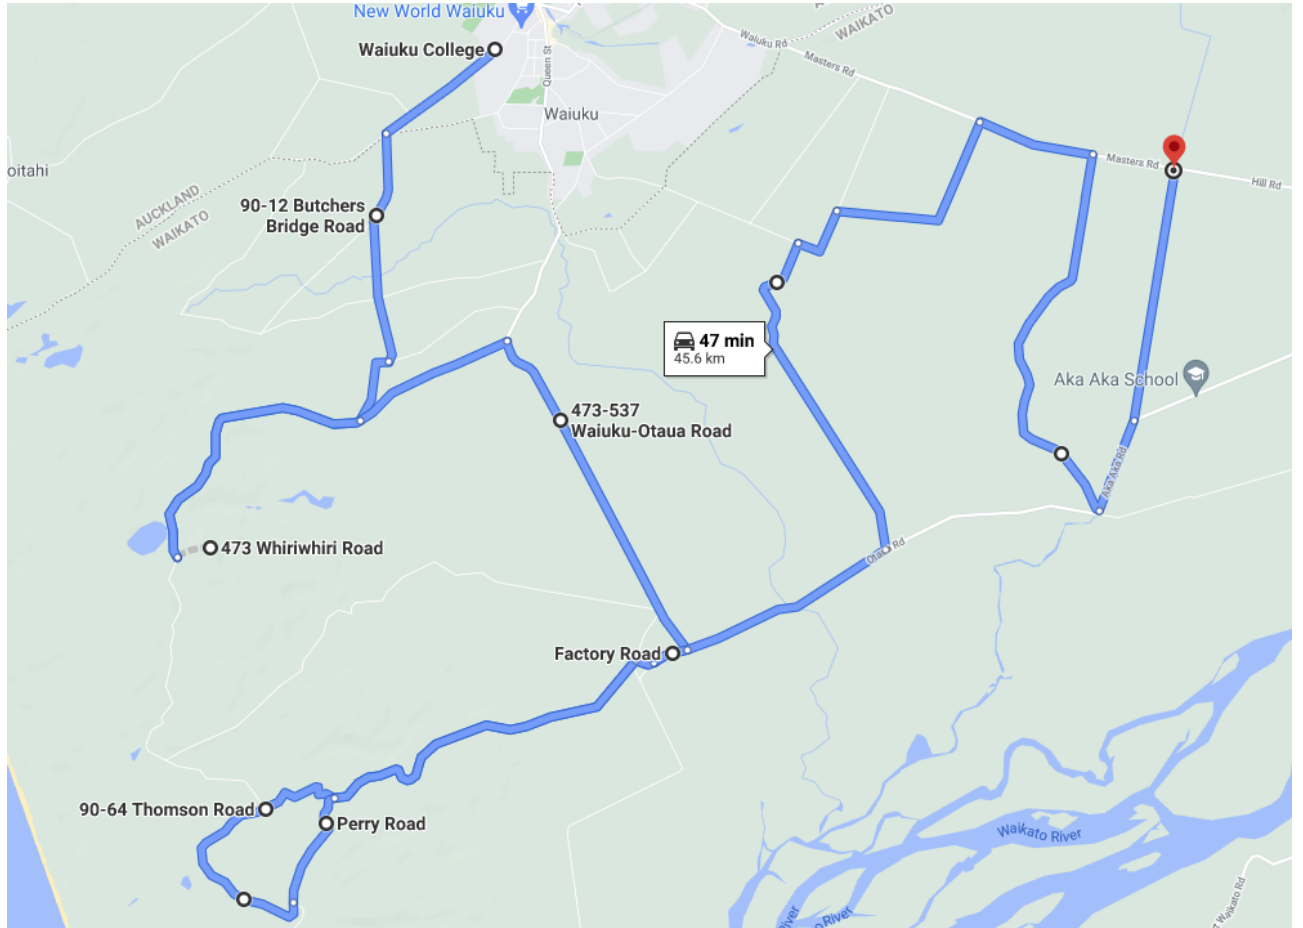 New World Waiuku
WAIKATO
Waiuku College
Queen St
Waiuku Rd
Masters Rd
Waiuku
oitahi
Masters Rd
Hill Rd
AUCKLAND
WAIKATO
90-12 Butchers
Bridge Road
47 min
45.6 km
Aka Aka School
473-537
Waiuku-Otaua Road
Aka Aka Rd
473 Whiriwhiri Road
Rd
Factory Road
90-64 Thomson Road
Perry Road
Waikato River
River
River
Waikato Rd